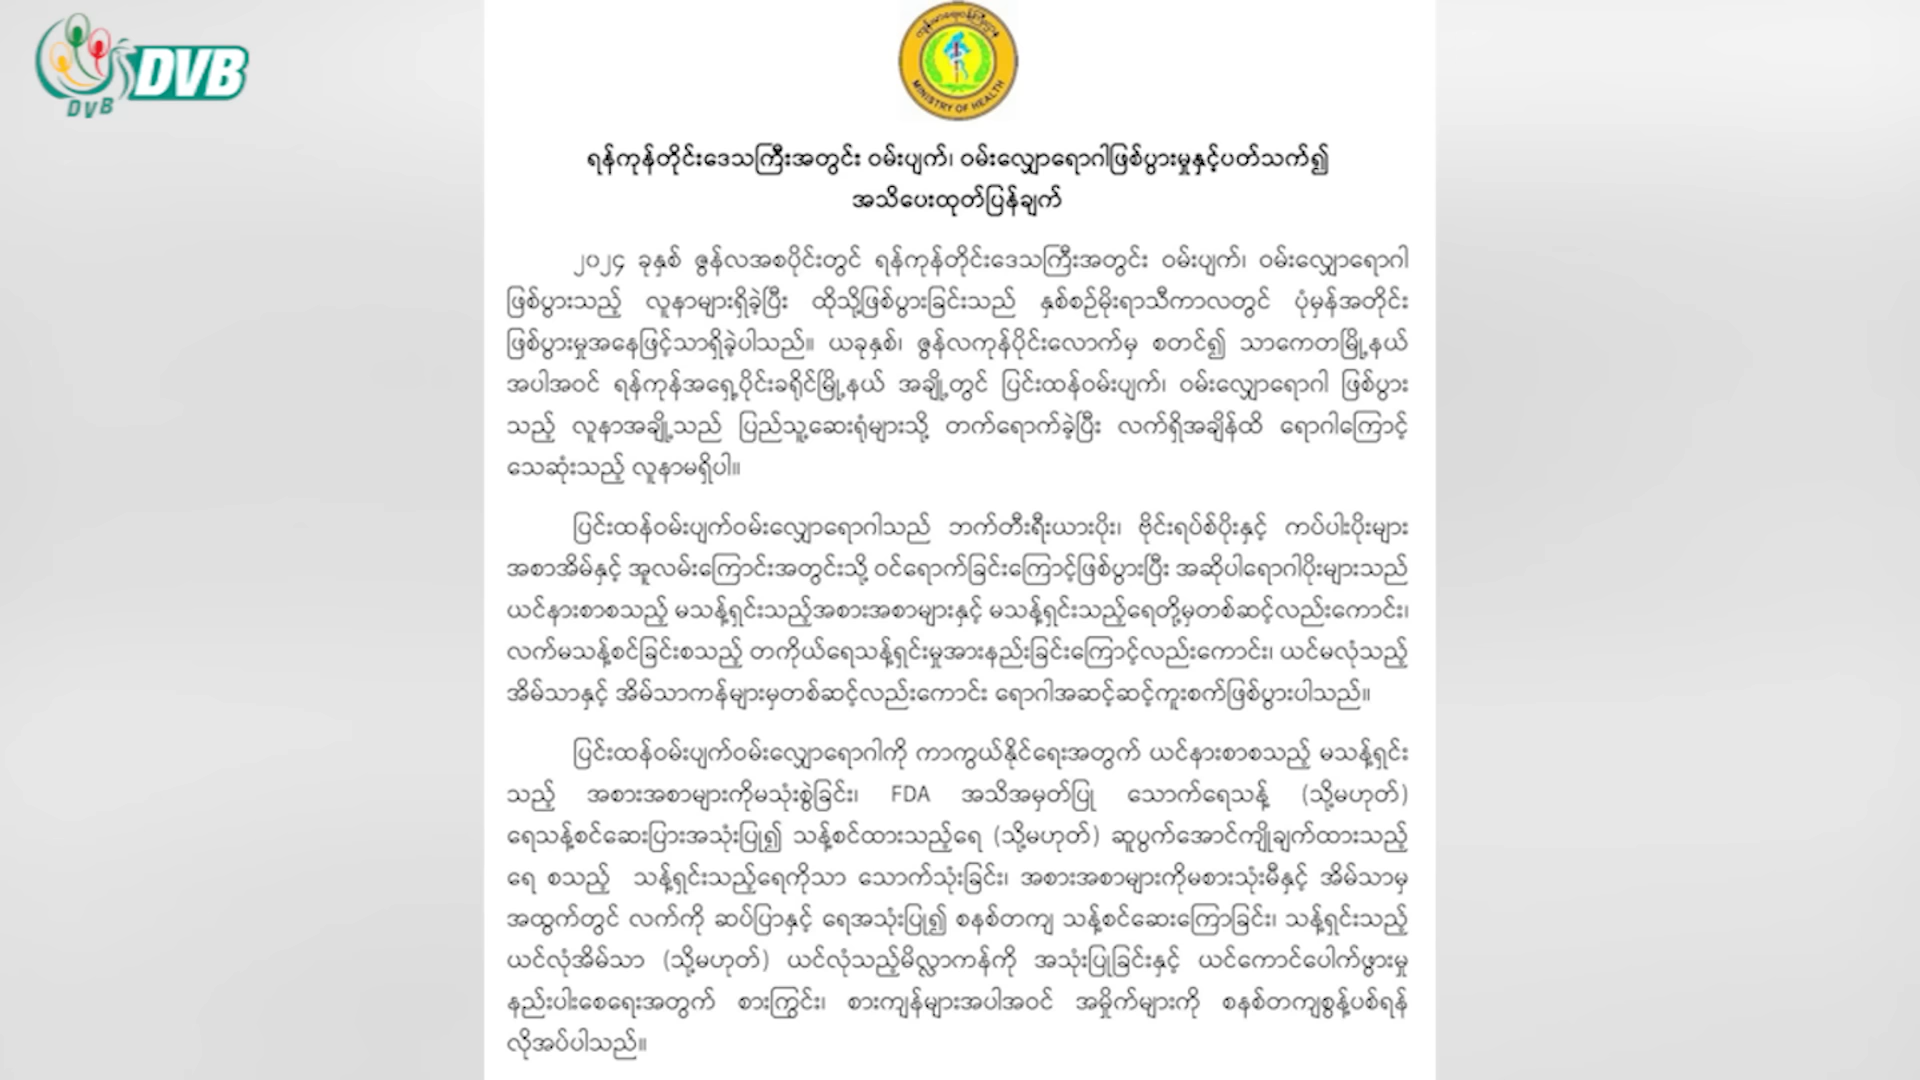 DVB
DVB
ကျန်းမာရေးဝန်ကြီးဌာန
MINISTRY OF HEALTH
ရန်ကုန်တိုင်းဒေသကြီးအတွင်း ဝမ်းပျက်၊ ဝမ်းလျှောရောဂါဖြစ်ပွားမှုနှင့်ပတ်သက်၍
အသိပေးထုတ်ပြန်ချက်
၂၀၂၄ ခုနှစ် ဇွန်လအစပိုင်းတွင် ရန်ကုန်တိုင်းဒေသကြီးအတွင်း ဝမ်းပျက်၊ ဝမ်းလျှောရောဂါ
ဖြစ်ပွားသည့် လူနာများရှိခဲ့ပြီး ထိုသို့ဖြစ်ပွားခြင်းသည် နှစ်စဉ်မိုးရာသီကာလတွင် ပုံမှန်အတိုင်း
ဖြစ်ပွားမှုအနေဖြင့်သာရှိခဲ့ပါသည်။ ယခုနှစ်၊ ဇွန်လကုန်ပိုင်းလောက်မှ စတင်၍ သာကေတမြို့နယ်
အပါအဝင် ရန်ကုန်အရှေ့ပိုင်းခရိုင်မြို့နယ် အချို့တွင် ပြင်းထန်ဝမ်းပျက်၊ ဝမ်းလျှောရောဂါ ဖြစ်ပွား
သည့် လူနာအချို့သည် ပြည်သူ့ဆေးရုံများသို့ တက်ရောက်ခဲ့ပြီး လက်ရှိအချိန်ထိ ရောဂါကြောင့်
သေဆုံးသည့် လူနာမရှိပါ။
ပြင်းထန်ဝမ်းပျက်ဝမ်းလျှောရောဂါသည် ဘက်တီးရီးယားပိုး၊ ဗိုင်းရပ်စ်ပိုးနှင့် ကပ်ပါးပိုးများ
အစာအိမ်နှင့် အူလမ်းကြောင်းအတွင်းသို့ ဝင်ရောက်ခြင်းကြောင့်ဖြစ်ပွားပြီး အဆိုပါရောဂါပိုးများသည်
ယင်နားစာစသည့် မသန့်ရှင်းသည့်အစားအစာများနှင့် မသန့်ရှင်းသည့်ရေတို့မှတစ်ဆင့်လည်းကောင်း၊
လက်မသန့်စင်ခြင်းစသည့် တကိုယ်ရေသန့်ရှင်းမှုအားနည်းခြင်းကြောင့်လည်းကောင်း၊ ယင်မလုံသည့်
အိမ်သာနှင့် အိမ်သာကန်များမှတစ်ဆင့်လည်းကောင်း ရောဂါအဆင့်ဆင့်ကူးစက်ဖြစ်ပွားပါသည်။
ပြင်းထန်ဝမ်းပျက်ဝမ်းလျှောရောဂါကို ကာကွယ်နိုင်ရေးအတွက် ယင်နားစာစသည့် မသန့်ရှင်း
သည့် အစားအစာများကိုမသုံးစွဲခြင်း၊ FDA အသိအမှတ်ပြု သောက်ရေသန့် (သို့မဟုတ်)
ရေသန့်စင်ဆေးပြားအသုံးပြု၍ သန့်စင်ထားသည့်ရေ (သို့မဟုတ်) ဆူပွက်အောင်ကျိုချက်ထားသည့်
ရေ စသည့် သန့်ရှင်းသည့်ရေကိုသာ သောက်သုံးခြင်း၊ အစားအစာများကိုမစားသုံးမီနှင့် အိမ်သာမှ
အထွက်တွင် လက်ကို ဆပ်ပြာနှင့် ရေအသုံးပြု၍ စနစ်တကျ သန့်စင်ဆေးကြောခြင်း၊ သန့်ရှင်းသည့်
ယင်လုံအိမ်သာ (သို့မဟုတ်) ယင်လုံသည့်မိလ္လာကန်ကို အသုံးပြုခြင်းနှင့် ယင်ကောင်ပေါက်ဖွားမှု
နည်းပါးစေရေးအတွက် စားကြွင်း၊ စားကျန်များအပါအဝင် အမှိုက်များကို စနစ်တကျစွန့်ပစ်ရန်
လိုအပ်ပါသည်။